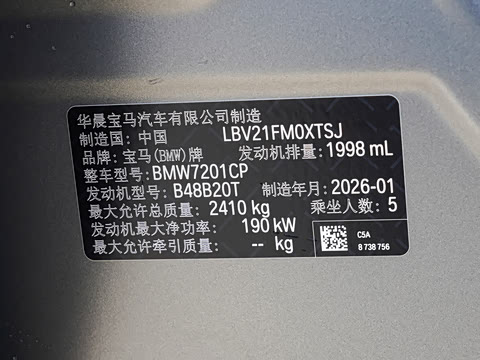 华晨宝马汽车有限公司制造
制造国：中国 LBV21FM0XTSJ
品牌：宝马(BMW)牌 发动机排量：1998 mL
整车型号：BMW7201CP
发动机型号：B48B20T 制造年月：2026-01
最大允许总质量：2410 kg 乘坐人数：5
发动机最大净功率：190 kW
最大允许牵引质量：-- kg
C5A
8 738 756